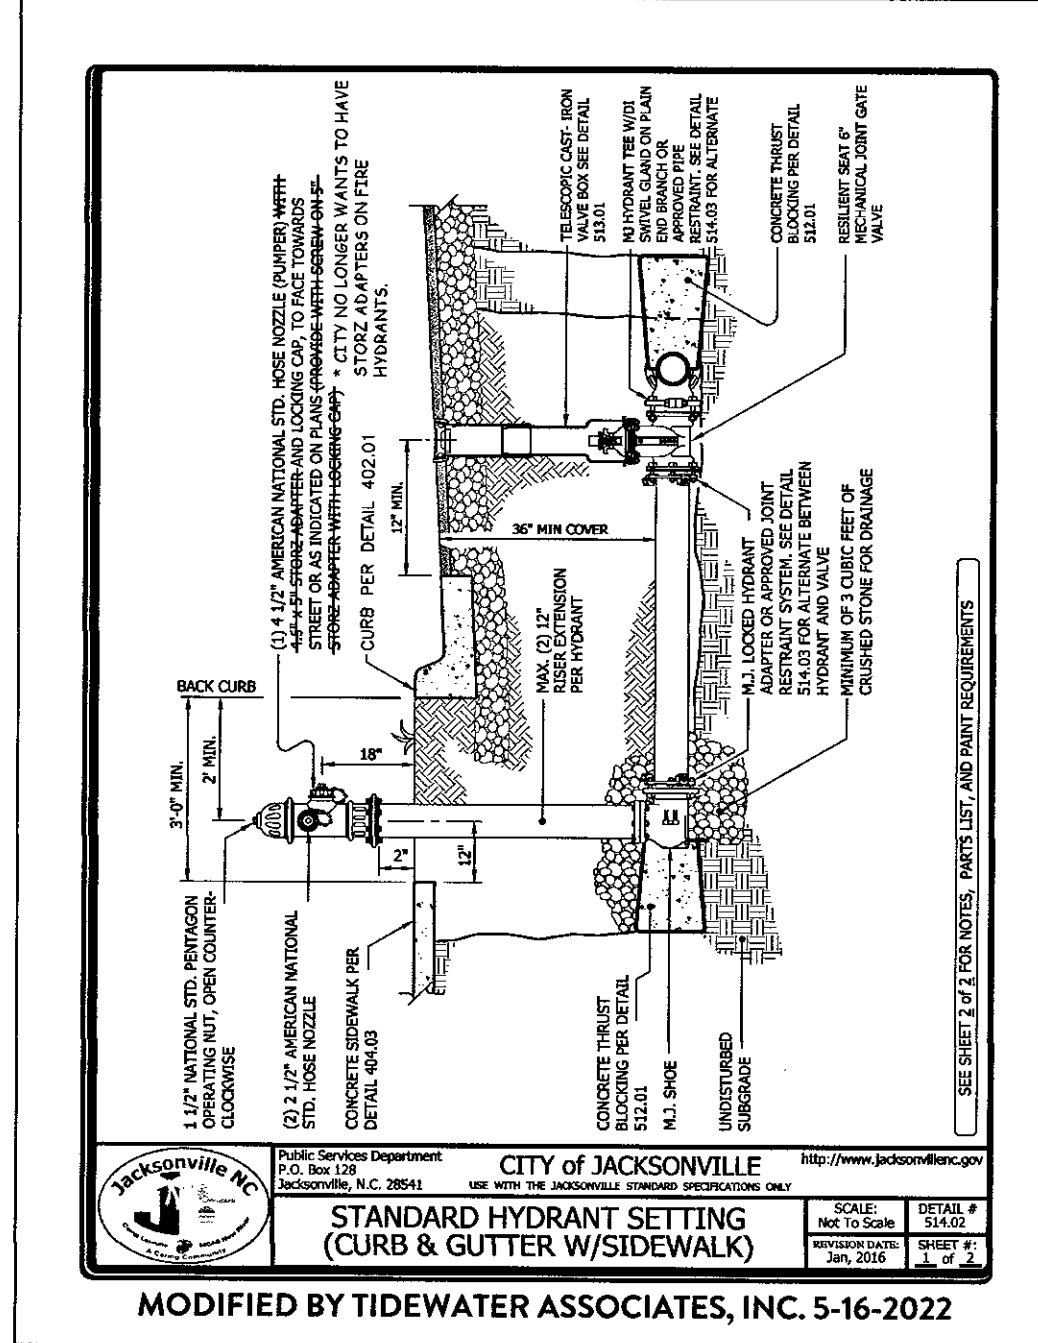 1 1/2" NATIONAL STD. PENTAGON
OPERATING NUT, OPEN COUNTER-
CLOCKWISE
(2) 2 1/2" AMERICAN NATIONAL
STD. HOSE NOZZLE
CONCRETE SIDEWALK PER
DETAIL 404.03
CONCRETE THRUST
BLOCKING PER DETAIL
512.01
M.J. SHOE
UNDISTURBED
SUBGRADE
3'-0" MIN.
2' MIN.
BACK CURB
18"
2"
12"
(1) 4 1/2" AMERICAN NATIONAL STD. HOSE NOZZLE (PUMPER) WITH
4.5" x 5" STORZ ADAPTER AND LOCKING CAP, TO FACE TOWARDS
STREET OR AS INDICATED ON PLANS (PROVIDE WITH SCREW ON 5"
STORZ ADAPTER WITH LOCKING CAP) * CITY NO LONGER WANTS TO HAVE
STORZ ADAPTERS ON FIRE
HYDRANTS.
CURB PER DETAIL 402.01
12" MIN.
36" MIN COVER
MAX. (2) 12"
RISER EXTENSION
PER HYDRANT
TELESCOPIC CAST- IRON
VALVE BOX SEE DETAIL
513.01
MJ HYDRANT TEE W/DI
SWIVEL GLAND ON PLAIN
END BRANCH OR
APPROVED PIPE
RESTRAINT. SEE DETAIL
514.03 FOR ALTERNATE
CONCRETE THRUST
BLOCKING PER DETAIL
512.01
RESILIENT SEAT 6"
MECHANICAL JOINT GATE
VALVE
M.J. LOCKED HYDRANT
ADAPTER OR APPROVED JOINT
RESTRAINT SYSTEM. SEE DETAIL
514.03 FOR ALTERNATE BETWEEN
HYDRANT AND VALVE
MINIMUM OF 3 CUBIC FEET OF
CRUSHED STONE FOR DRAINAGE
SEE SHEET 2 of 2 FOR NOTES, PARTS LIST, AND PAINT REQUIREMENTS
Jacksonville NC
Camp Lejeune
MCAS New River
A Caring Community
Public Services Department
P.O. Box 128
Jacksonville, N.C. 28541
CITY of JACKSONVILLE
USE WITH THE JACKSONVILLE STANDARD SPECIFICATIONS ONLY
http://www.jacksonvillenc.gov
STANDARD HYDRANT SETTING
(CURB & GUTTER W/SIDEWALK)
SCALE:
Not To Scale
DETAIL #
514.02
REVISION DATE:
Jan, 2016
SHEET #:
1 of 2
MODIFIED BY TIDEWATER ASSOCIATES, INC. 5-16-2022